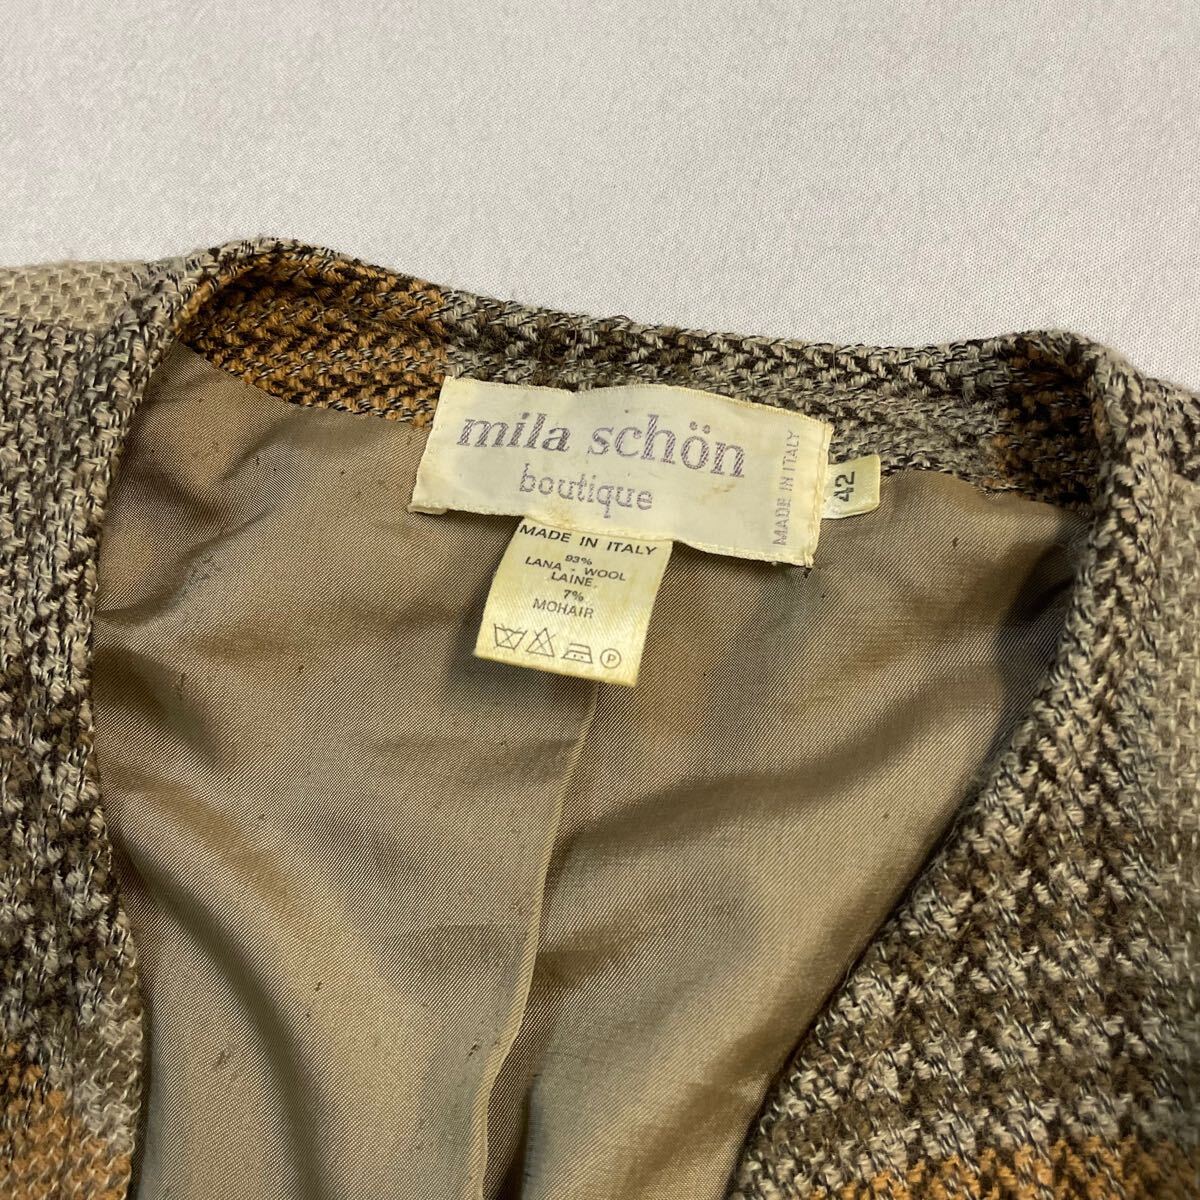 mila schön
boutique
MADE IN ITALY
42
MADE IN ITALY
93%
LANA - WOOL
LAINE
7%
MOHAIR
P